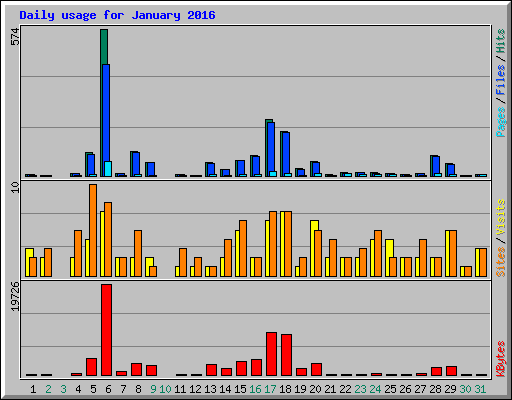 Daily usage for January 2016
574
Pages/Files/Hits
10
Sites/Visits
19726
KBytes
1 2 3 4 5 6 7 8 9 10 11 12 13 14 15 16 17 18 19 20 21 22 23 24 25 26 27 28 29 30 31